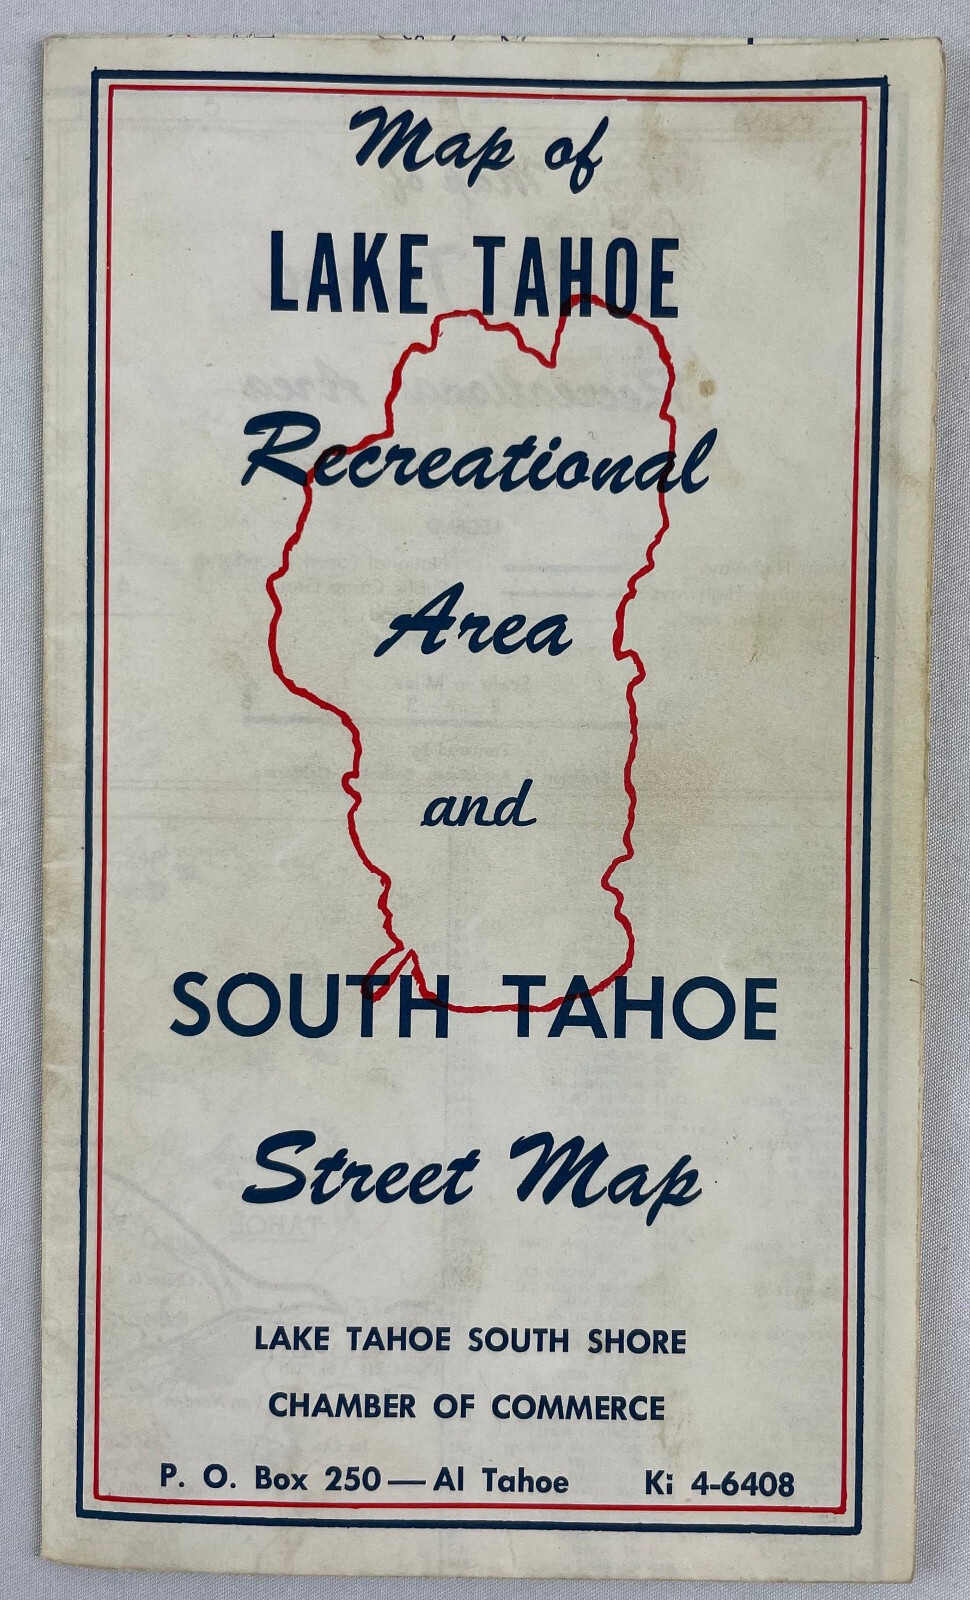 Map of
LAKE TAHOE
Recreational
Area
and
SOUTH TAHOE
Street Map
LAKE TAHOE SOUTH SHORE
CHAMBER OF COMMERCE
P. O. Box 250 — Al Tahoe Ki 4-6408